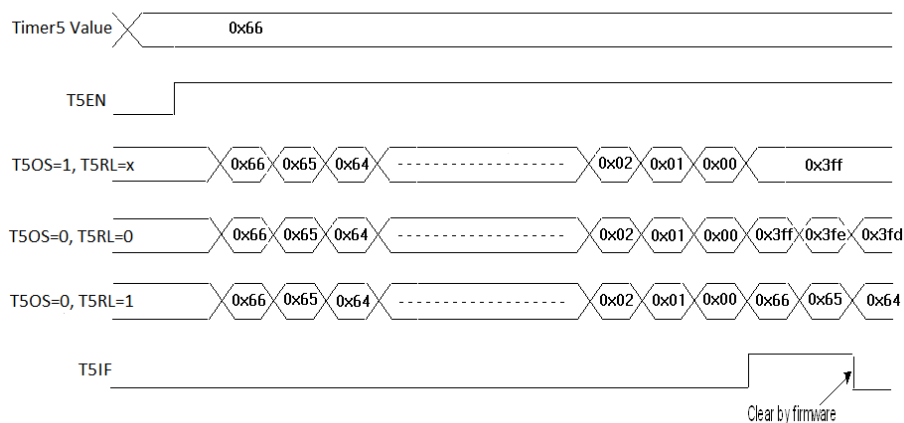 Timer5 Value 0x66
T5EN
T5OS=1, T5RL=x 0x66 0x65 0x64 0x02 0x01 0x00 0x3ff
T5OS=0, T5RL=0 0x66 0x65 0x64 0x02 0x01 0x00 0x3ff 0x3fe 0x3fd
T5OS=0, T5RL=1 0x66 0x65 0x64 0x02 0x01 0x00 0x66 0x65 0x64
T5IF
Clear by firmware